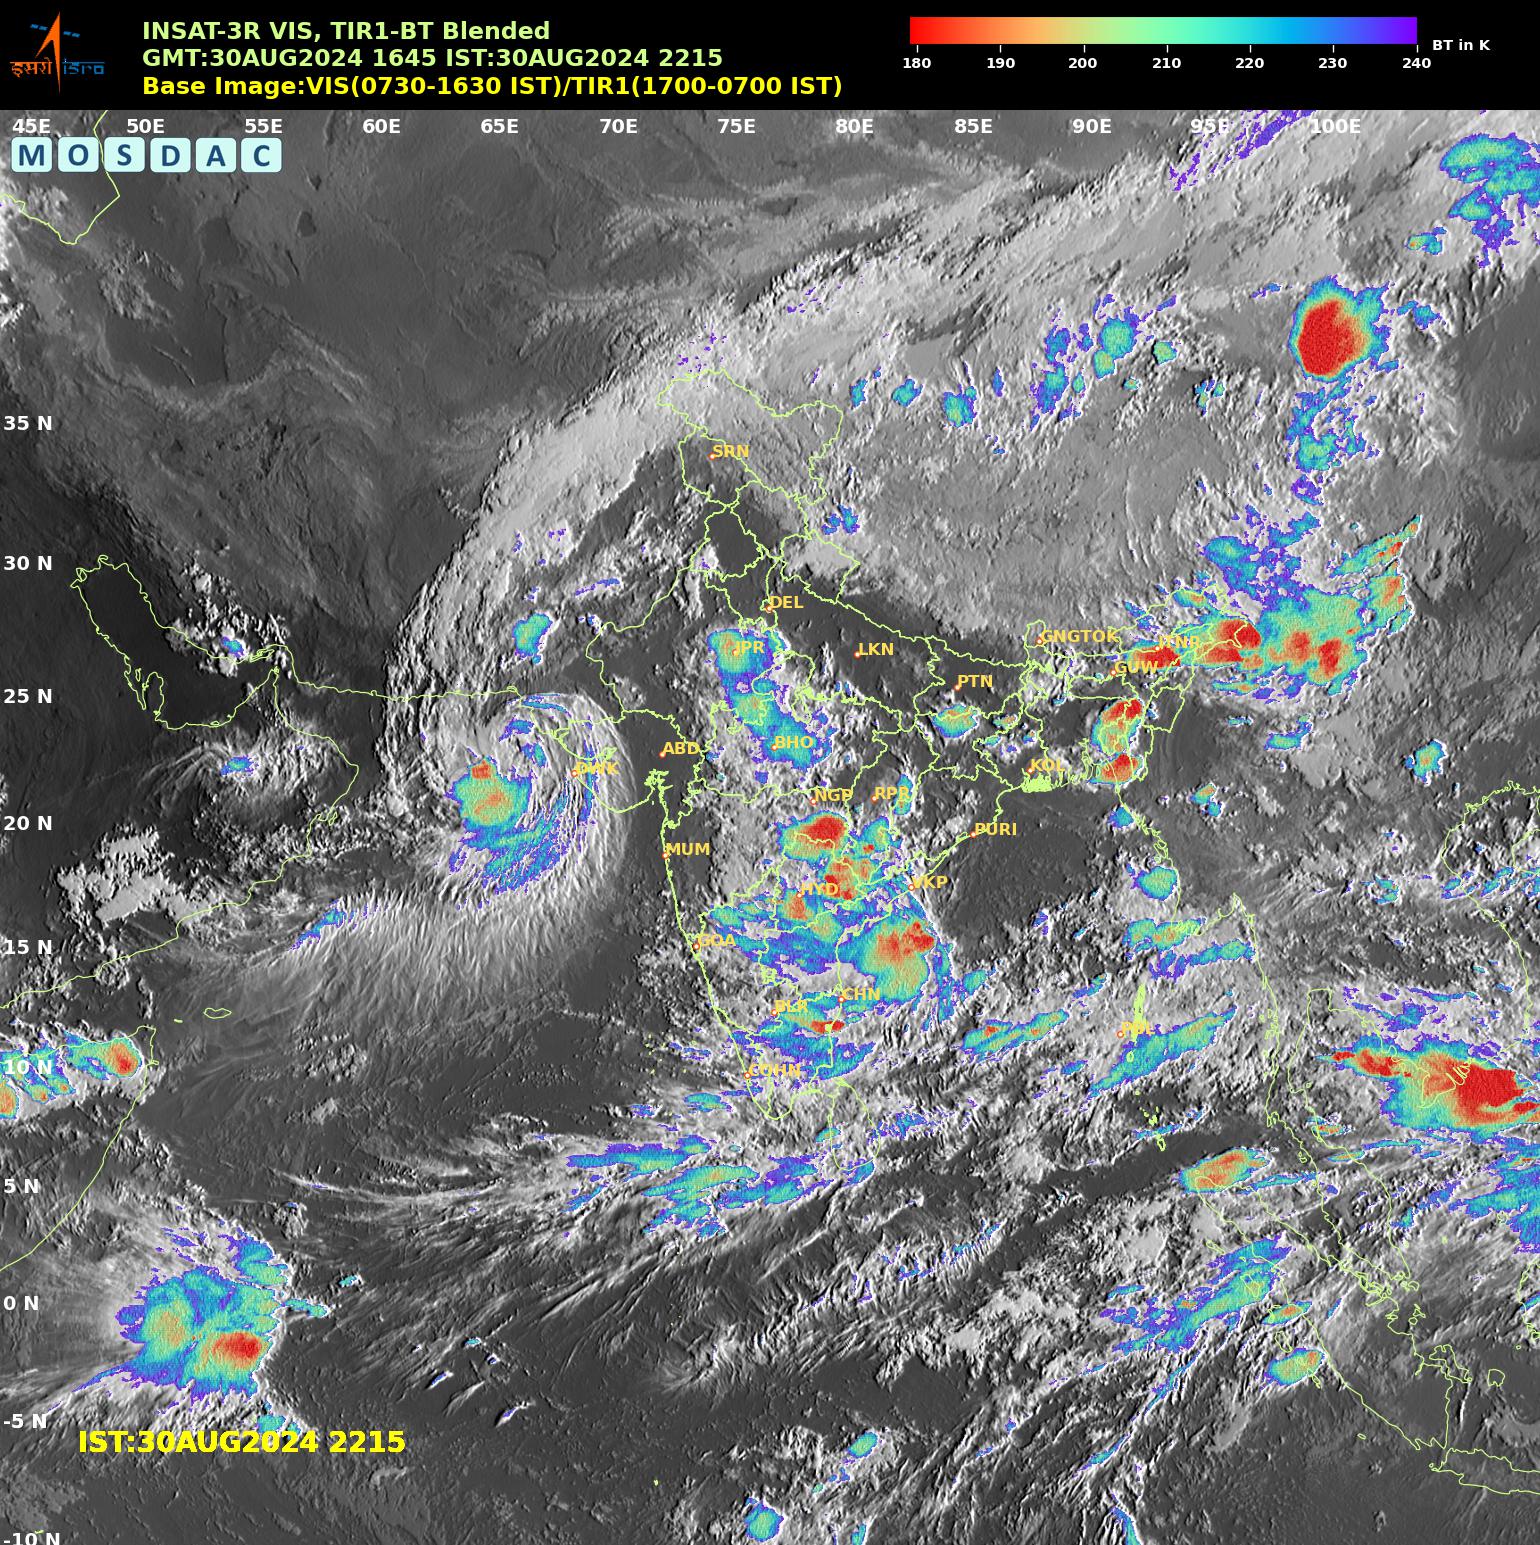 INSAT-3R VIS, TIR1-BT Blended
GMT:30AUG2024 1645 IST:30AUG2024 2215
Base Image:VIS(0730-1630 IST)/TIR1(1700-0700 IST)
इसरो isro
BT in K
180 190 200 210 220 230 240
45E 50E 55E 60E 65E 70E 75E 80E 85E 90E 95E 100E
M O S D A C
35 N
SRN
30 N
DEL
GNGTOK
ITNR
JPR
LKN
GUW
PTN
25 N
BHO
ABD
DWK
KOL
NGP
RPR
20 N
PURI
MUM
VKP
HYD
15 N
GOA
CHN
BLR
PBL
10 N
COHN
5 N
0 N
-5 N
IST:30AUG2024 2215
-10 N